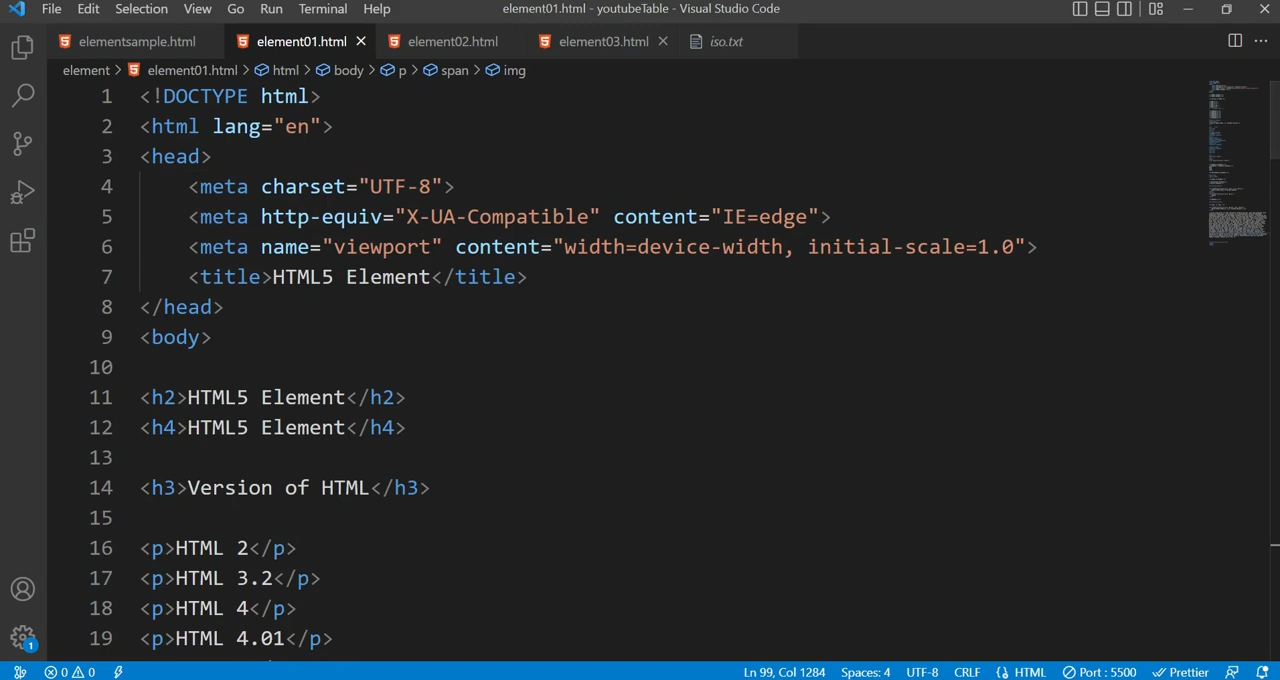 File Edit Selection View Go Run Terminal Help element01.html - youtubeTable - Visual Studio Code
elementsample.html element01.html element02.html element03.html iso.txt
element > element01.html > html > body > p > span > img
1 <!DOCTYPE html>
2 <html lang="en">
3 <head>
4 <meta charset="UTF-8">
5 <meta http-equiv="X-UA-Compatible" content="IE=edge">
6 <meta name="viewport" content="width=device-width, initial-scale=1.0">
7 <title>HTML5 Element</title>
8 </head>
9 <body>
10
11 <h2>HTML5 Element</h2>
12 <h4>HTML5 Element</h4>
13
14 <h3>Version of HTML</h3>
15
16 <p>HTML 2</p>
17 <p>HTML 3.2</p>
18 <p>HTML 4</p>
19 <p>HTML 4.01</p>
1
0 0 Ln 99, Col 1284 Spaces: 4 UTF-8 CRLF HTML Port : 5500 Prettier